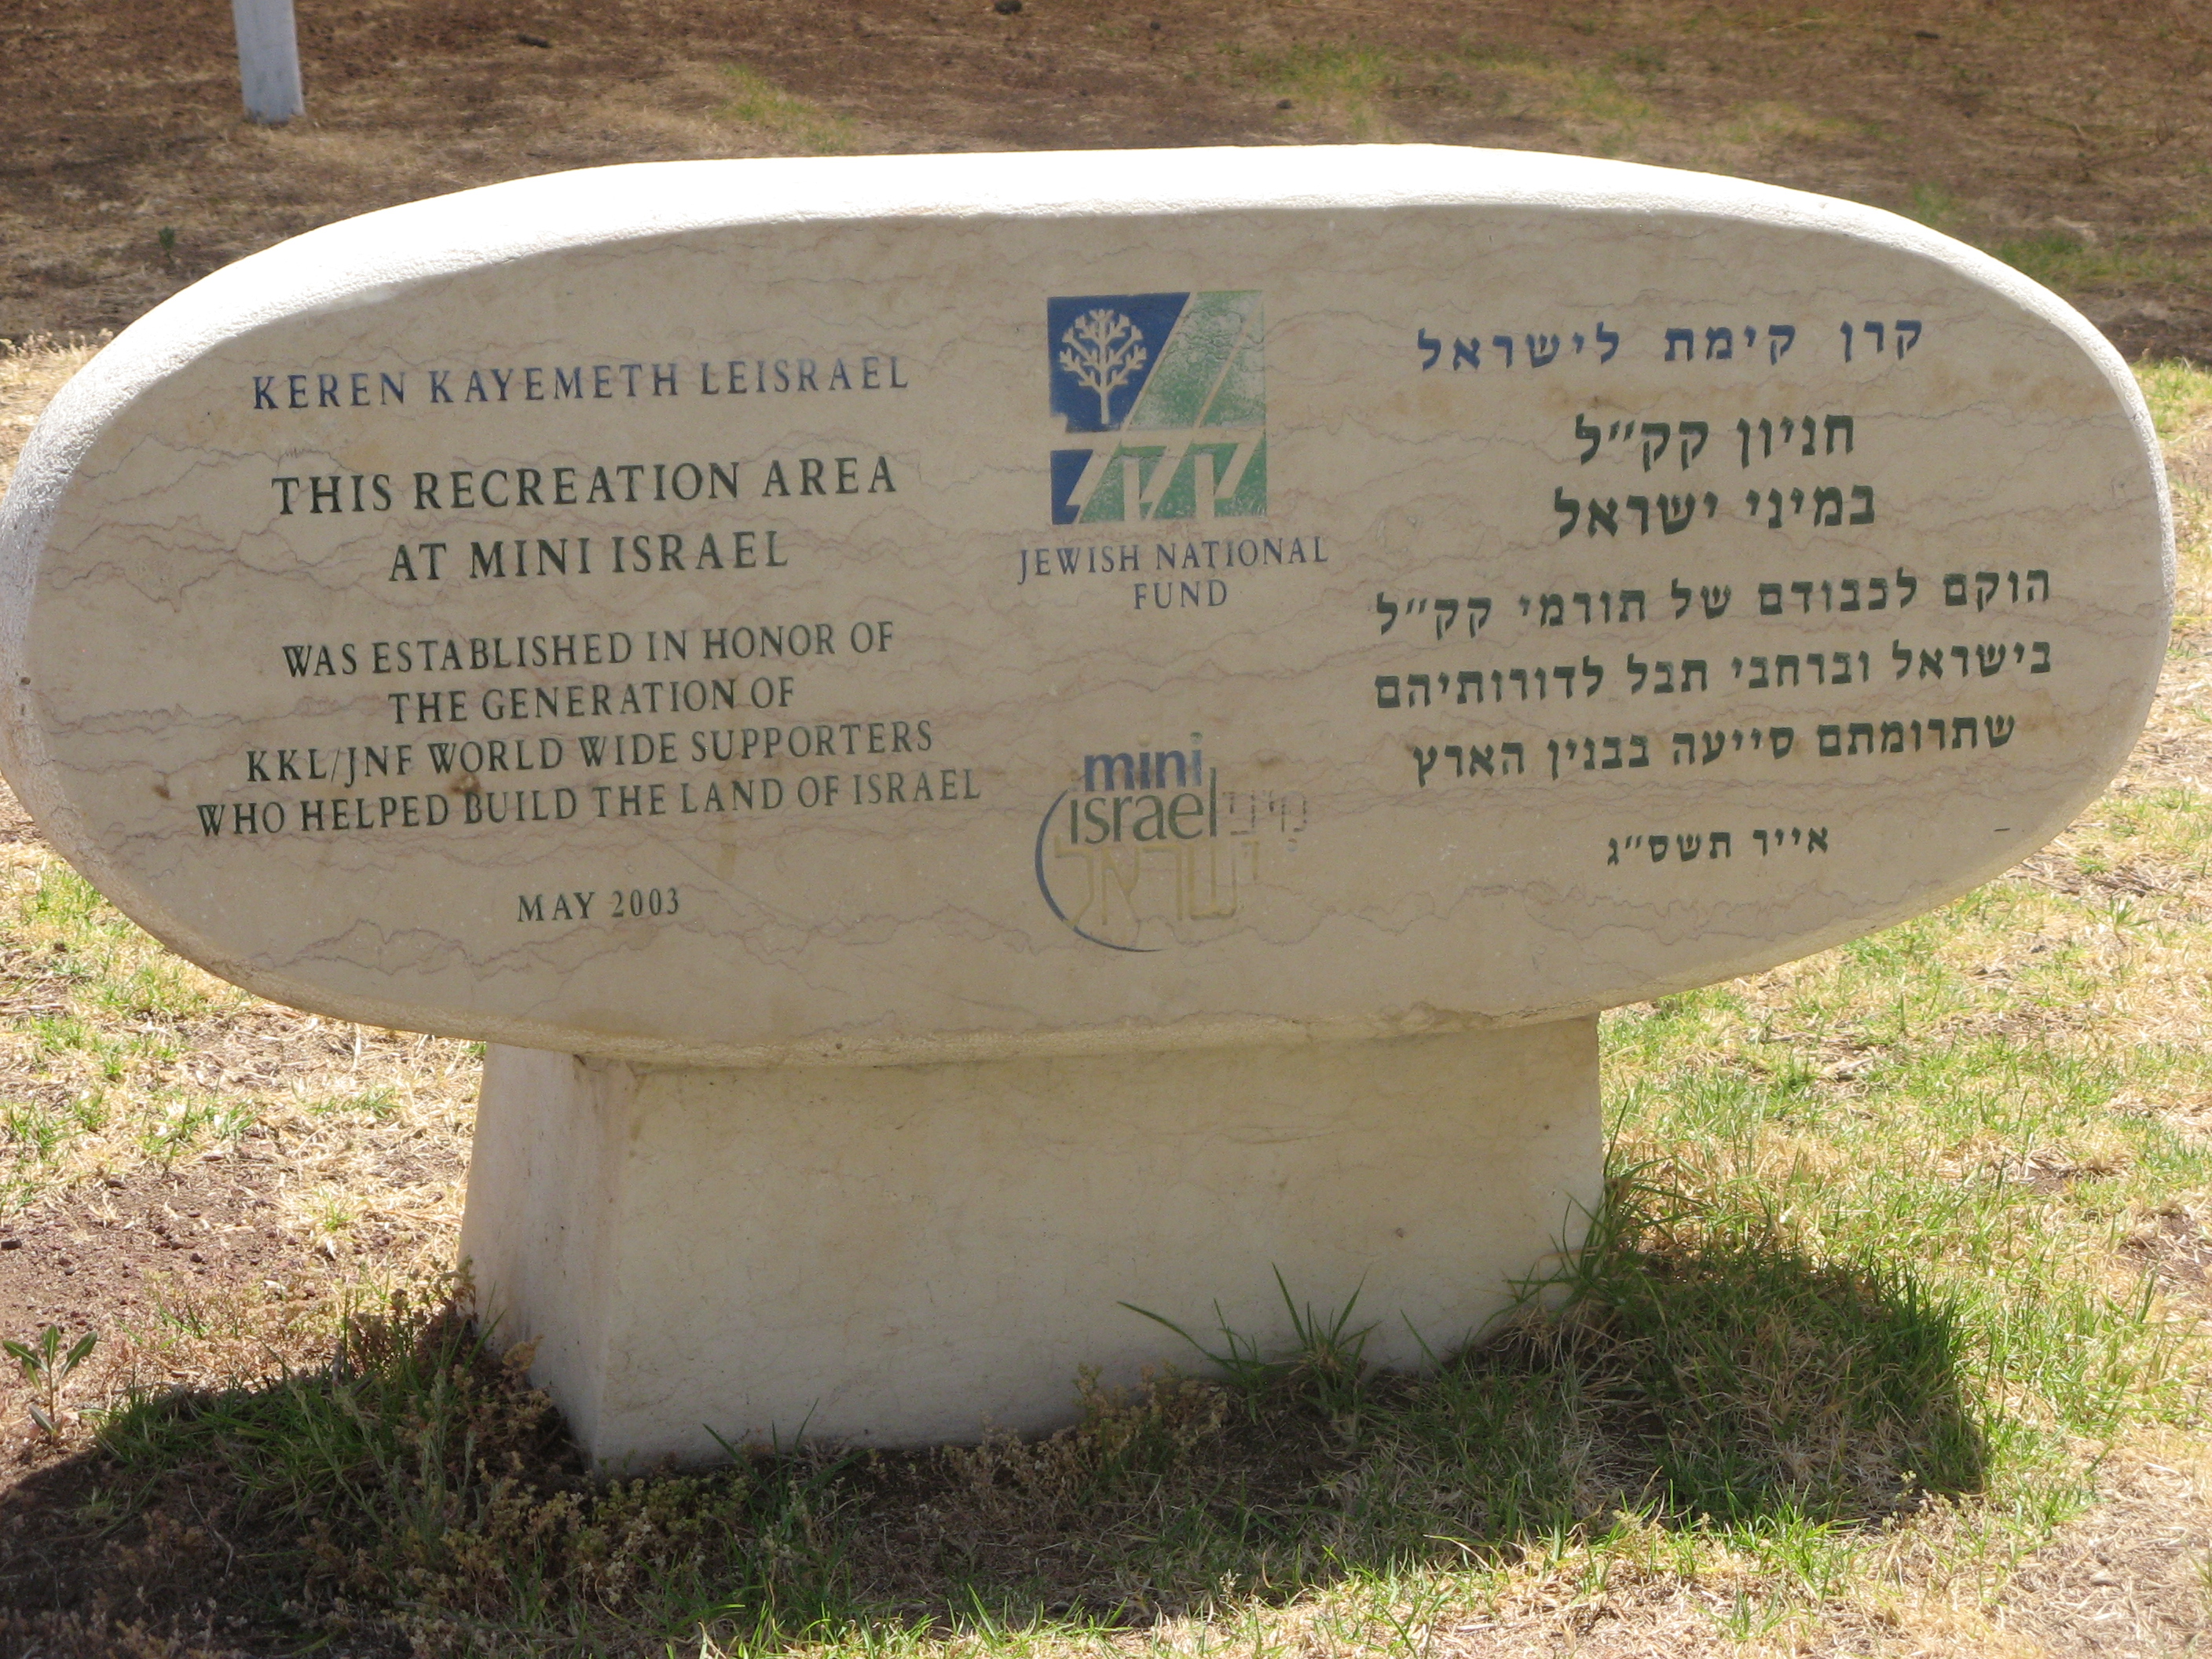 KEREN KAYEMETH LEISRAEL
THIS RECREATION AREA
AT MINI ISRAEL
WAS ESTABLISHED IN HONOR OF
THE GENERATION OF
KKL/JNF WORLD WIDE SUPPORTERS
WHO HELPED BUILD THE LAND OF ISRAEL
MAY 2003
קקל
JEWISH NATIONAL
FUND
mini
israel מיני
ישראל
קרן קימת לישראל
חניון קק״ל
במיני ישראל
הוקם לכבודם של תורמי קק״ל
בישראל וברחבי תבל לדורותיהם
שתרומתם סייעה בבנין הארץ
אייר תשס״ג